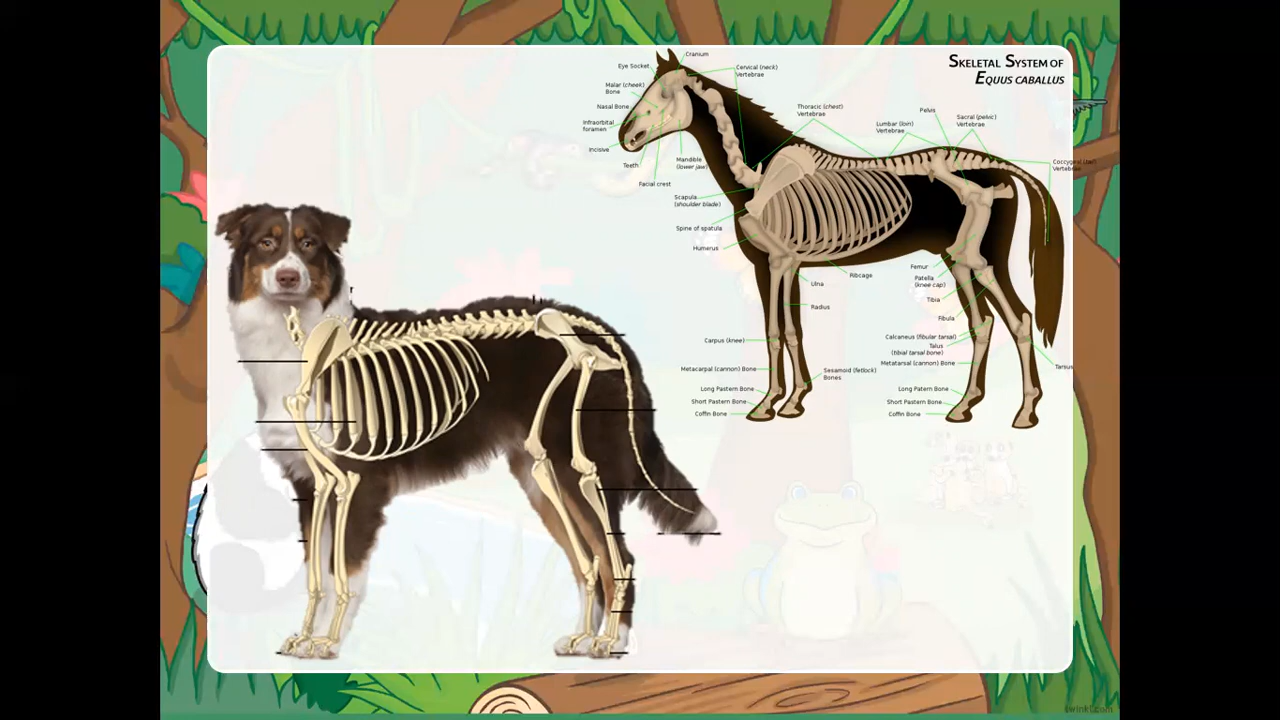 SKELETAL SYSTEM OF
EQUUS CABALLUS
Cranium
Eye Socket
Cervical (neck)
Vertebrae
Malar (cheek)
Bone
Nasal Bone
Infraorbital
foramen
Incisive
Teeth
Mandible
(lower jaw)
Facial crest
Thoracic (chest)
Vertebrae
Lumbar (loin)
Vertebrae
Pelvis
Sacral (pelvic)
Vertebrae
Coccygeal (tail)
Vertebrae
Scapula
(shoulder blade)
Spine of spatula
Humerus
Ribcage
Ulna
Radius
Femur
Patella
(knee cap)
Tibia
Fibula
Carpus (knee)
Calcaneus (fibular tarsal)
Talus
(tibial tarsal bone)
Metatarsal (cannon) Bone
Tarsus
Metacarpal (cannon) Bone
Sesamoid (fetlock)
Bones
Long Pastern Bone
Short Pastern Bone
Coffin Bone
Long Patern Bone
Short Pastern Bone
Coffin Bone
twinkl.com